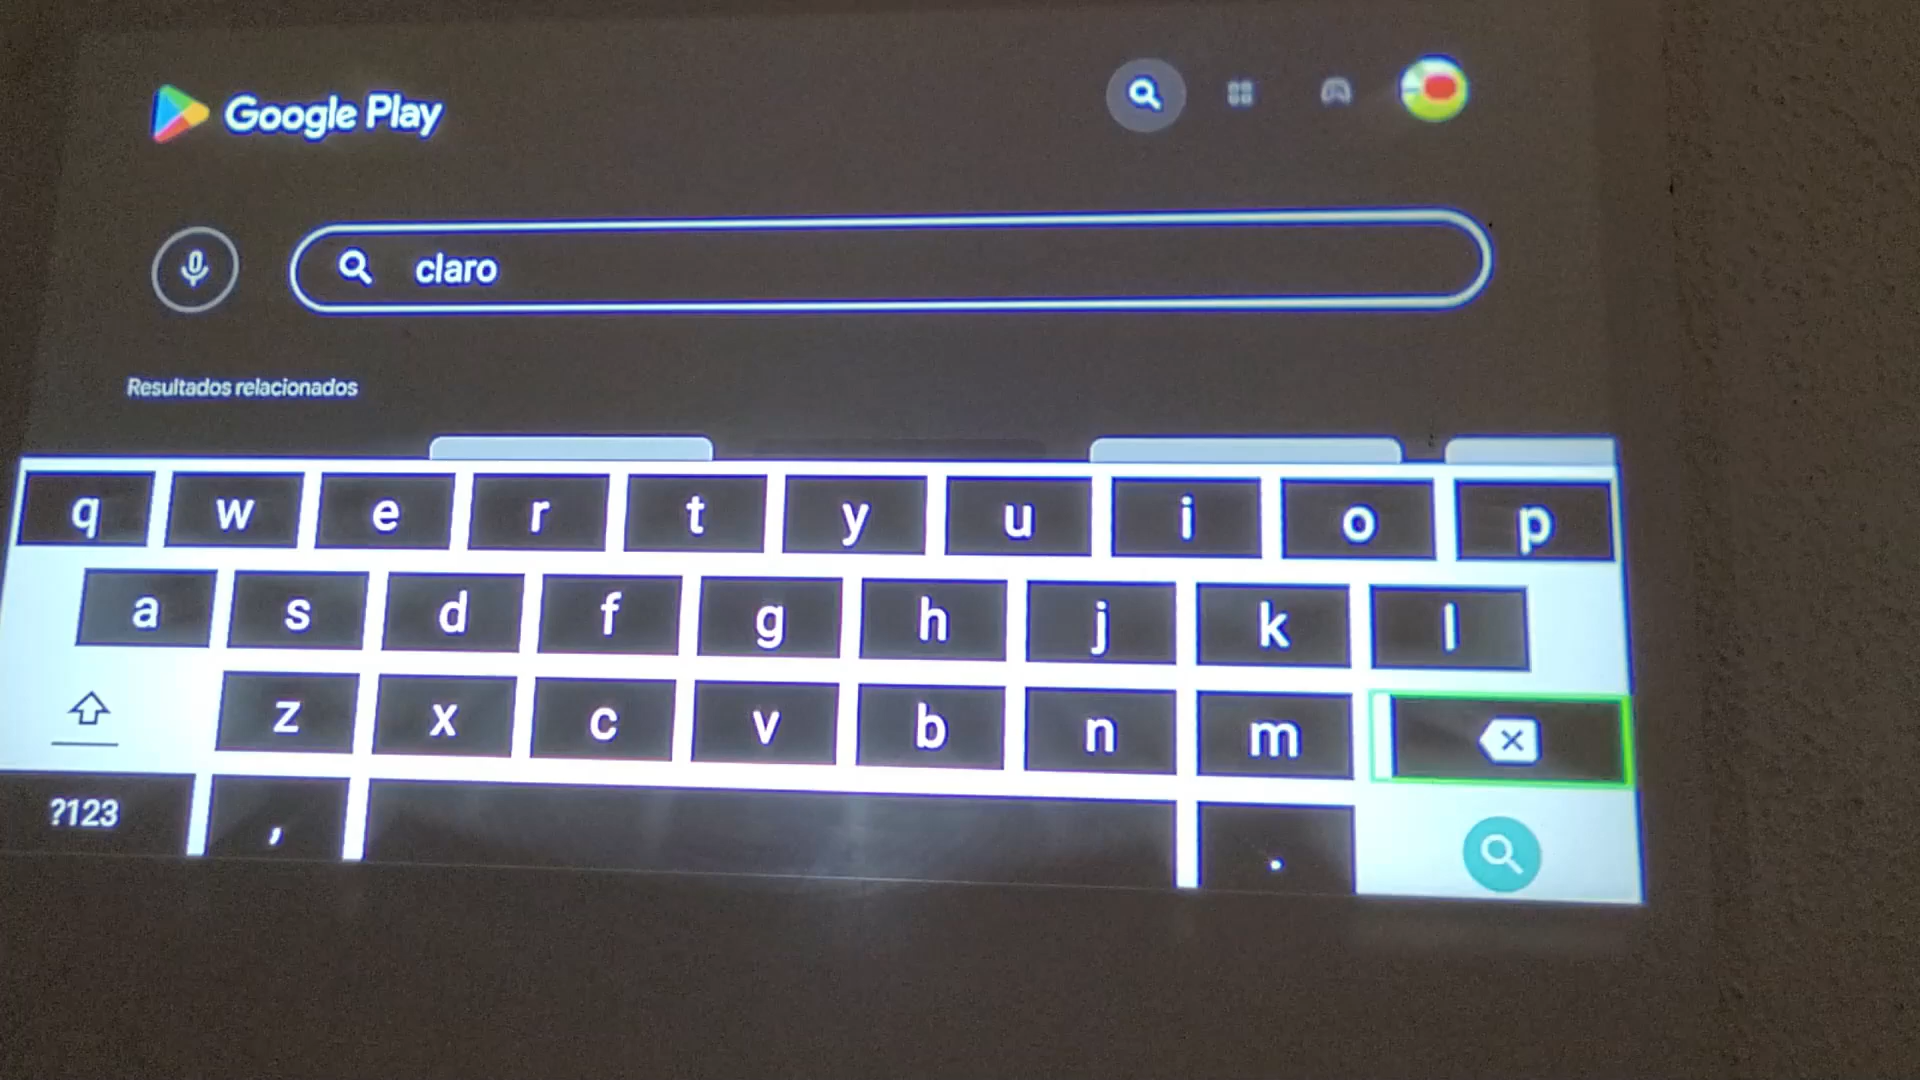 Google Play
claro
Resultados relacionados
q w e r t y u i o p
a s d f g h j k l
z x c v b n m
?123 , .